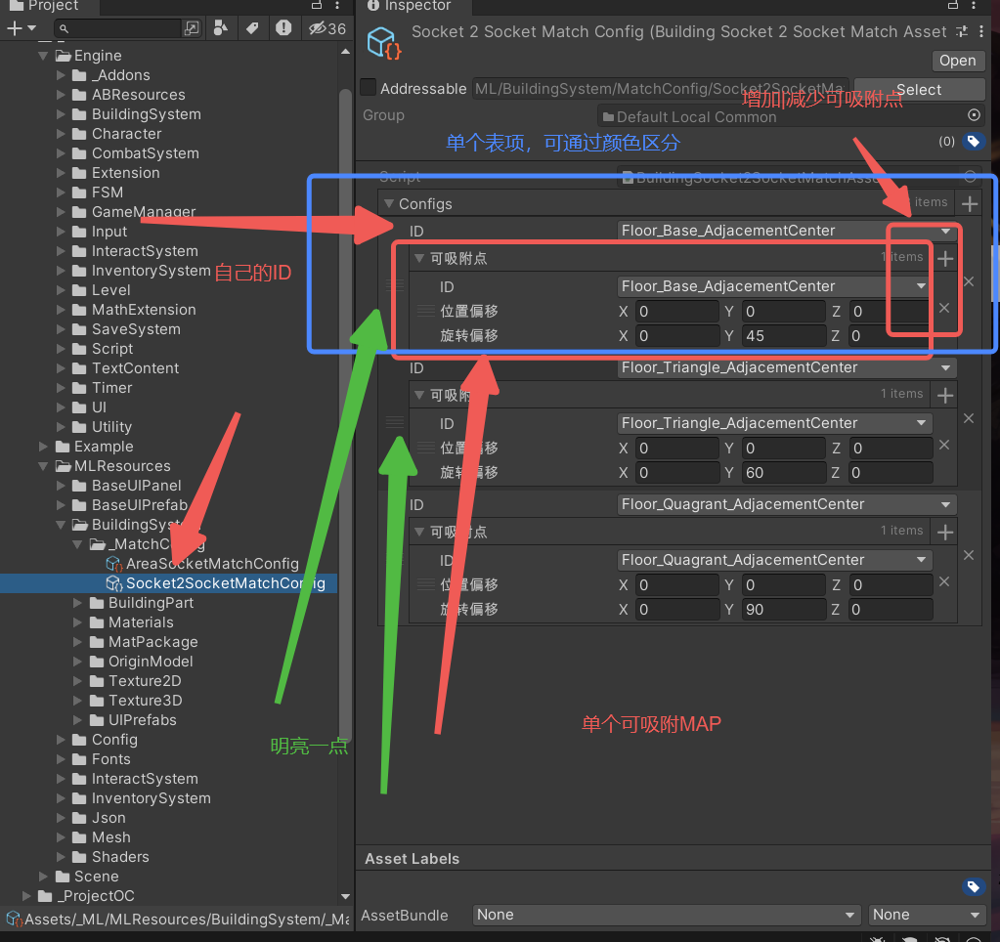 Project
36
Engine
_Addons
ABResources
BuildingSystem
Character
CombatSystem
Extension
FSM
GameManager
Input
InteractSystem
InventorySystem
自己的ID
Level
MathExtension
SaveSystem
Script
TextContent
Timer
UI
Utility
Example
MLResources
BaseUIPanel
BaseUIPrefab
_MatchConfig
AreaSocketMatchConfig
Socket2SocketMatchConfig
BuildingPart
Materials
MatPackage
OriginModel
Texture2D
Texture3D
UIPrefabs
Config
Fonts
InteractSystem
InventorySystem
Json
Mesh
Shaders
Scene
_ProjectOC
Assets/_ML/MLResources/BuildingSystem/_Ma
明亮一点
Inspector
Socket 2 Socket Match Config (Building Socket 2 Socket Match Asset
Open
Addressable
ML/BuildingSystem/MatchConfig/Socket2SocketMa
Select
增加|减少可吸附点
Group
Default Local Common
单个表项，可通过颜色区分
(0)
Script
BuildingSocket2SocketMatchAsse
Configs
items
ID
Floor_Base_AdjacementCenter
可吸附点
1 items
ID
Floor_Base_AdjacementCenter
位置偏移 X 0 Y 0 Z 0
旋转偏移 X 0 Y 45 Z 0
ID
Floor_Triangle_AdjacementCenter
可吸附
1 items
ID
Floor_Triangle_AdjacementCenter
位置偏移 X 0 Y 0 Z 0
旋转偏移 X 0 Y 60 Z 0
ID
Floor_Quagrant_AdjacementCenter
可吸附点
1 items
ID
Floor_Quagrant_AdjacementCenter
位置偏移 X 0 Y 0 Z 0
旋转偏移 X 0 Y 90 Z 0
单个可吸附MAP
Asset Labels
AssetBundle
None
None